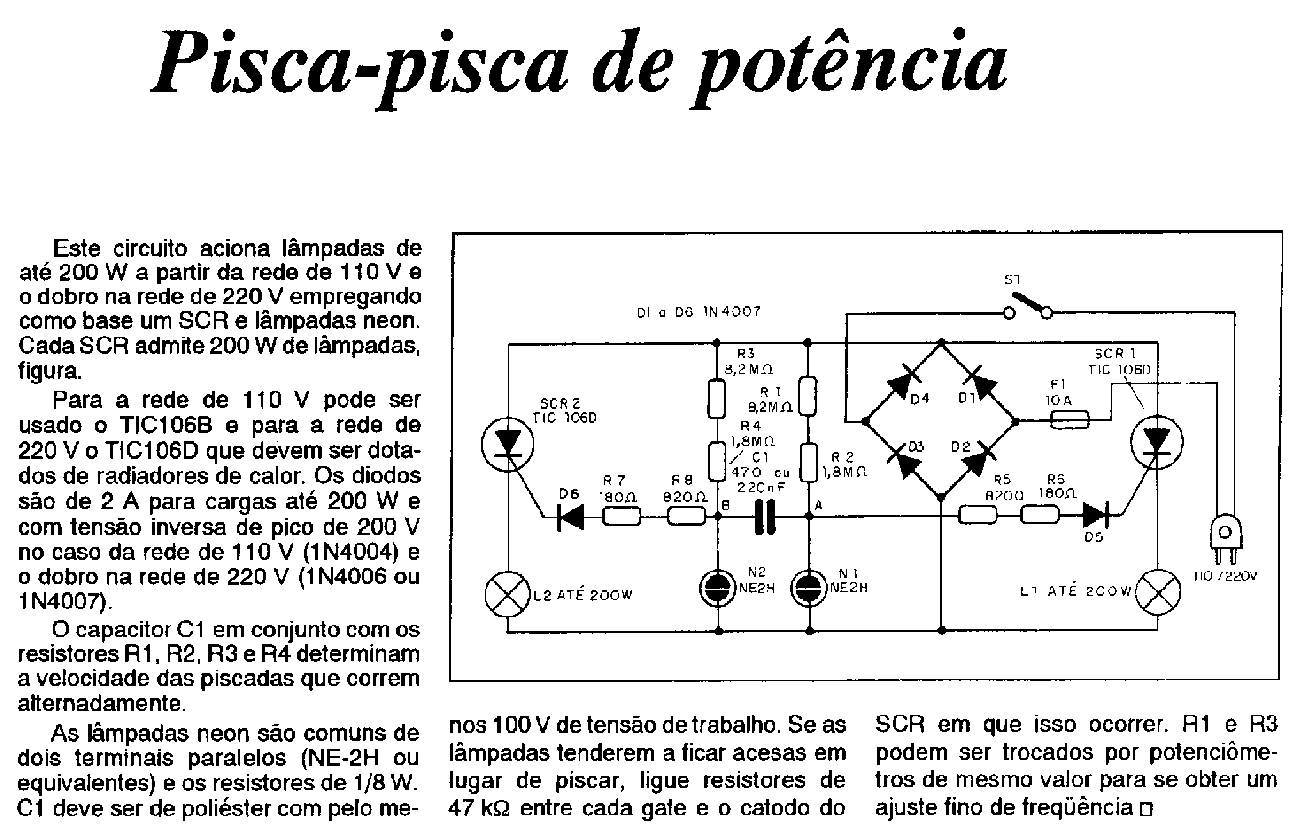 Pisca-pisca de potência
Este circuito aciona lâmpadas de
até 200 W a partir da rede de 110 V e
o dobro na rede de 220 V empregando
como base um SCR e lâmpadas neon.
Cada SCR admite 200 W de lâmpadas,
figura.
Para a rede de 110 V pode ser
usado o TIC106B e para a rede de
220 V o TIC106D que devem ser dota-
dos de radiadores de calor. Os diodos
são de 2 A para cargas até 200 W e
com tensão inversa de pico de 200 V
no caso da rede de 110 V (1N4004) e
o dobro na rede de 220 V (1N4006 ou
1N4007).
O capacitor C1 em conjunto com os
resistores R1, R2, R3 e R4 determinam
a velocidade das piscadas que correm
alternadamente.
As lâmpadas neon são comuns de
dois terminais paralelos (NE-2H ou
equivalentes) e os resistores de 1/8 W.
C1 deve ser de poliéster com pelo me-
S1
D1 a D6 1N4007
R3
8,2MΩ
R1
8,2MΩ
R4
1,8MΩ
C1
470 ou
220nF
R2
1,8MΩ
SCR2
TIC 106D
SCR1
TIC 106D
F1
10A
D4
D1
D3
D2
D6
R7
180Ω
R8
820Ω
B
A
R5
820Ω
R6
180Ω
D5
N2
NE2H
N1
NE2H
L2 ATÉ 200W
L1 ATÉ 200W
110/220V
nos 100 V de tensão de trabalho. Se as
lâmpadas tenderem a ficar acesas em
lugar de piscar, ligue resistores de
47 kΩ entre cada gate e o catodo do
SCR em que isso ocorrer. R1 e R3
podem ser trocados por potenciôme-
tros de mesmo valor para se obter um
ajuste fino de freqüência □